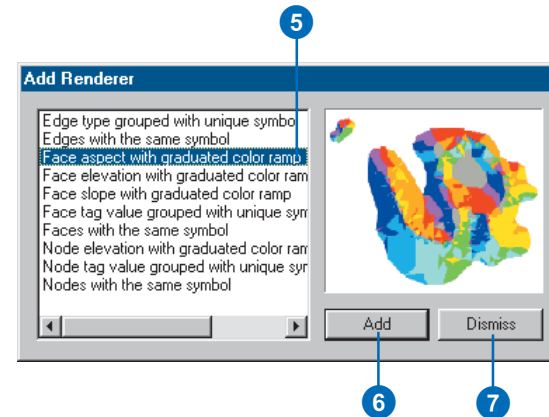 5
Add Renderer
Edge type grouped with unique symbo
Edges with the same symbol
Face aspect with graduated color ramp
Face elevation with graduated color ram
Face slope with graduated color ramp
Face tag value grouped with unique sym
Faces with the same symbol
Node elevation with graduated color ram
Node tag value grouped with unique syr
Nodes with the same symbol
Add Dismiss
6 7